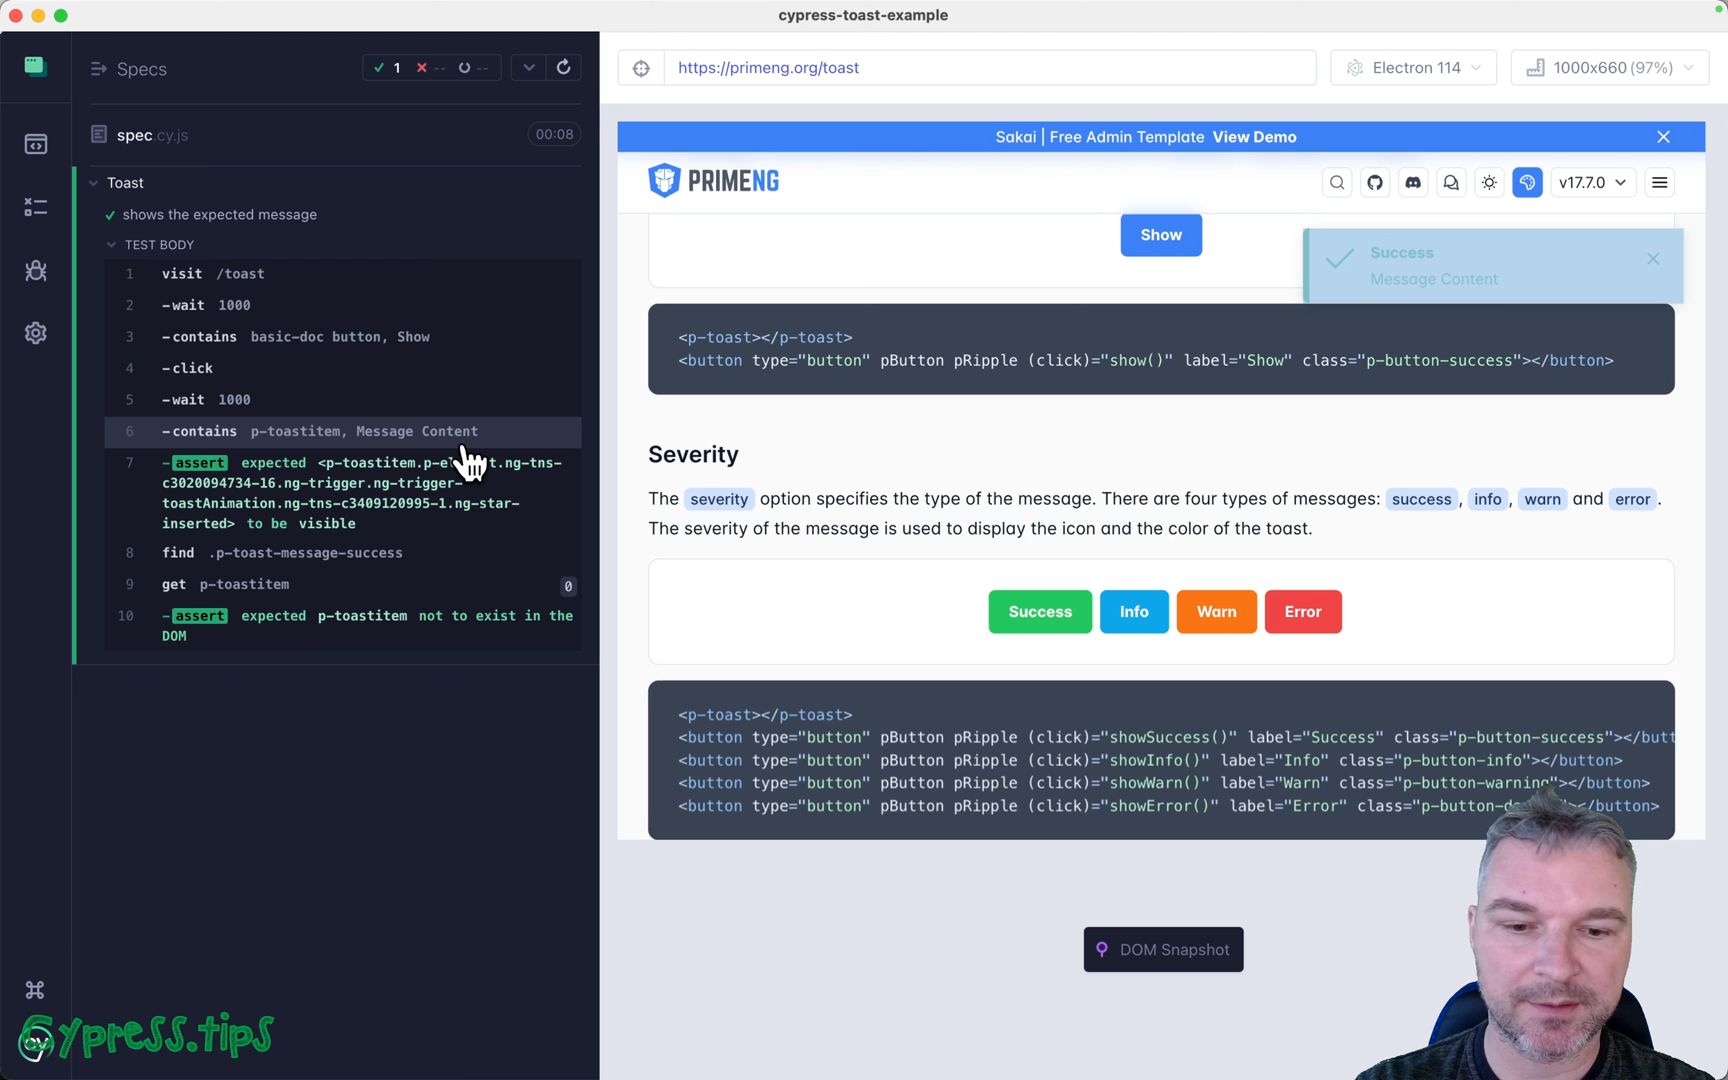 cypress-toast-example
Specs
1
--
--
spec.cy.js
00:08
Toast
shows the expected message
TEST BODY
1 visit /toast
2 -wait 1000
3 -contains basic-doc button, Show
4 -click
5 -wait 1000
6 -contains p-toastitem, Message Content
7 -assert expected <p-toastitem.p-e t.ng-tns-
c3020094734-16.ng-trigger.ng-trigger-
toastAnimation.ng-tns-c3409120995-1.ng-star-
inserted> to be visible
8 find .p-toast-message-success
9 get p-toastitem 0
10 -assert expected p-toastitem not to exist in the
DOM
Cypress.tips
https://primeng.org/toast
Electron 114
1000x660 (97%)
Sakai | Free Admin Template View Demo
PRIMENG
v17.7.0
Show
Success
Message Content
<p-toast></p-toast>
<button type="button" pButton pRipple (click)="show()" label="Show" class="p-button-success"></button>
Severity
The severity option specifies the type of the message. There are four types of messages: success, info, warn and error.
The severity of the message is used to display the icon and the color of the toast.
Success Info Warn Error
<p-toast></p-toast>
<button type="button" pButton pRipple (click)="showSuccess()" label="Success" class="p-button-success"></butt
<button type="button" pButton pRipple (click)="showInfo()" label="Info" class="p-button-info"></button>
<button type="button" pButton pRipple (click)="showWarn()" label="Warn" class="p-button-warning"></button>
<button type="button" pButton pRipple (click)="showError()" label="Error" class="p-button-d </button>
DOM Snapshot